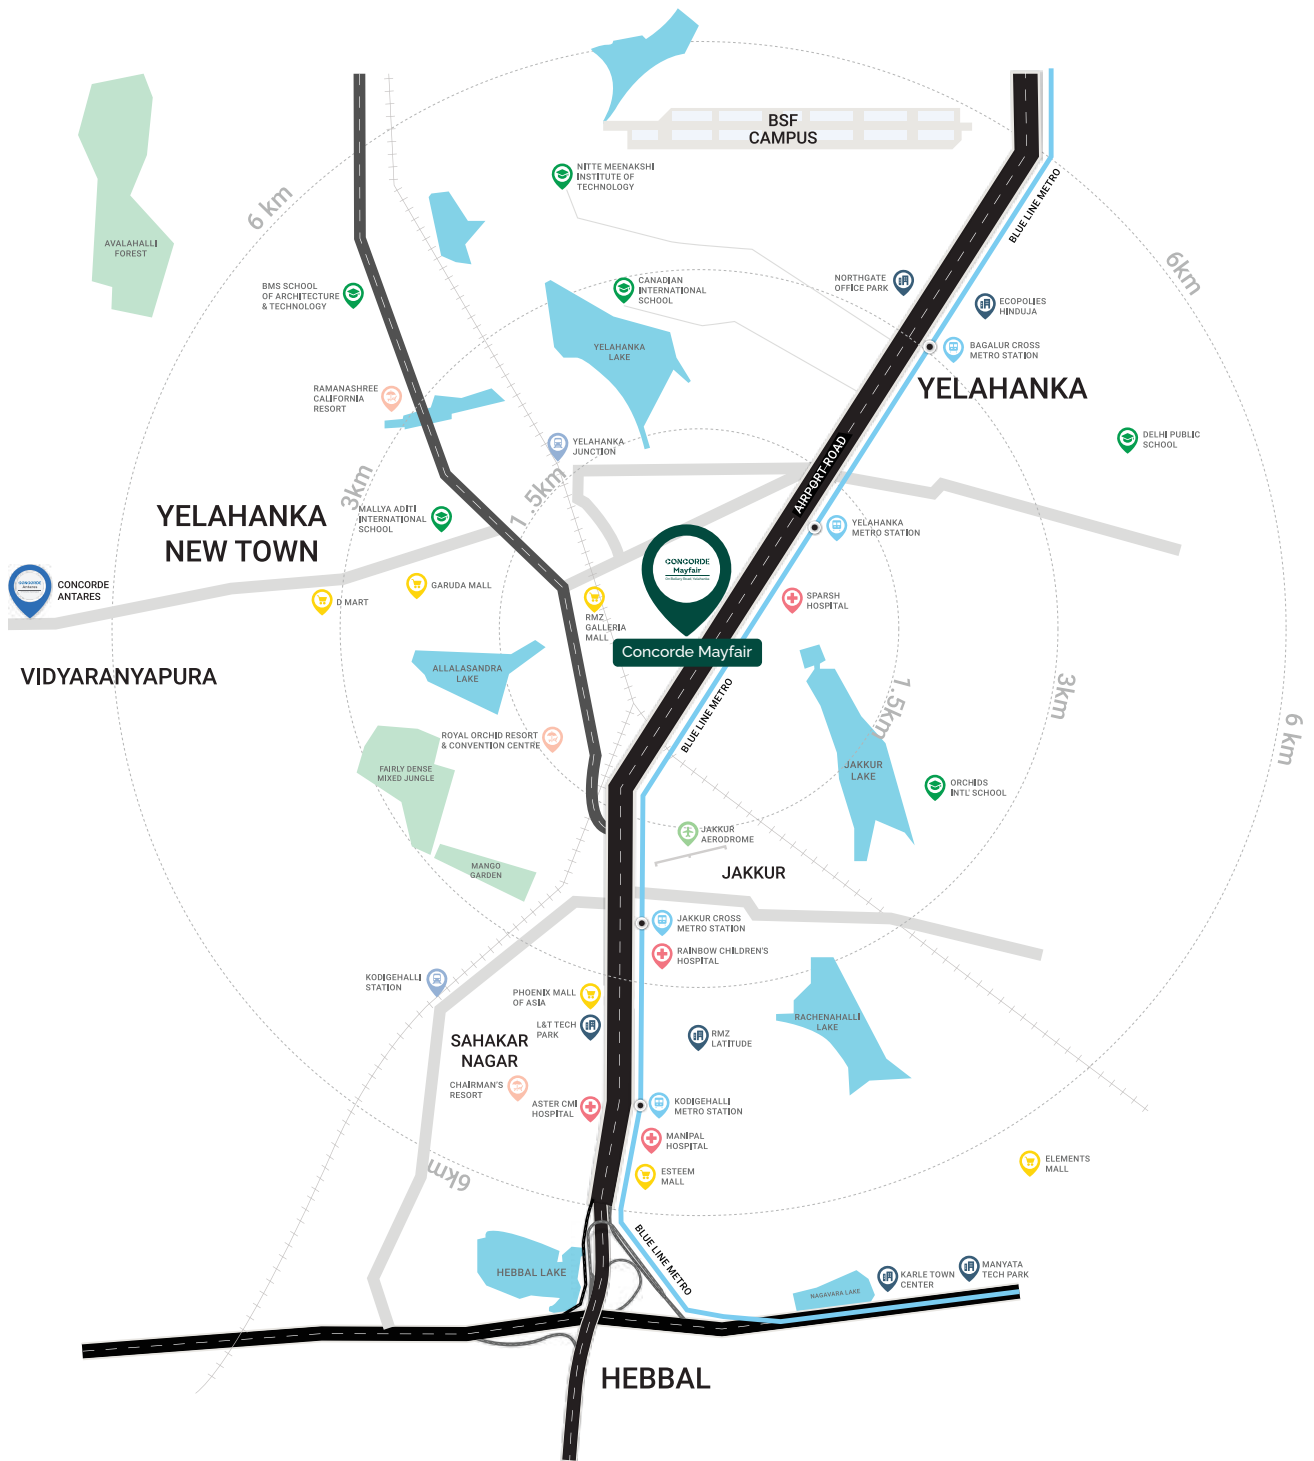 BSF
CAMPUS
NITTE MEENAKSHI
INSTITUTE OF
TECHNOLOGY
BLUE LINE METRO
6 km
6km
AVALAHALLI
FOREST
BMS SCHOOL
OF ARCHITECTURE
& TECHNOLOGY
CANADIAN
INTERNATIONAL
SCHOOL
NORTHGATE
OFFICE PARK
ECOPOLIES
HINDUJA
YELAHANKA
LAKE
BAGALUR CROSS
METRO STATION
YELAHANKA
RAMANASHREE
CALIFORNIA
RESORT
YELAHANKA
JUNCTION
DELHI PUBLIC
SCHOOL
AIRPORT ROAD
3km
1 .5km
MALLYA ADITI
INTERNATIONAL
SCHOOL
YELAHANKA
NEW TOWN
YELAHANKA
METRO STATION
CONCORDE
Mayfair
CONCORDE
Antares
CONCORDE
ANTARES
GARUDA MALL
D MART
RMZ
GALLERIA
MALL
SPARSH
HOSPITAL
Concorde Mayfair
VIDYARANYAPURA
ALLALASANDRA
LAKE
BLUE LINE METRO
1.5km
3km
6 km
ROYAL ORCHID RESORT
& CONVENTION CENTRE
FAIRLY DENSE
MIXED JUNGLE
JAKKUR
LAKE
ORCHIDS
INTL' SCHOOL
JAKKUR
AERODROME
MANGO
GARDEN
JAKKUR
JAKKUR CROSS
METRO STATION
RAINBOW CHILDREN'S
HOSPITAL
KODIGEHALLI
STATION
PHOENIX MALL
OF ASIA
L&T TECH
PARK
RACHENAHALLI
LAKE
RMZ
LATITUDE
SAHAKAR
NAGAR
CHAIRMAN'S
RESORT
ASTER CMI
HOSPITAL
KODIGEHALLI
METRO STATION
MANIPAL
HOSPITAL
ESTEEM
MALL
ELEMENTS
MALL
6km
BLUE LINE METRO
HEBBAL LAKE
NAGAVARA LAKE
KARLE TOWN
CENTER
MANYATA
TECH PARK
HEBBAL